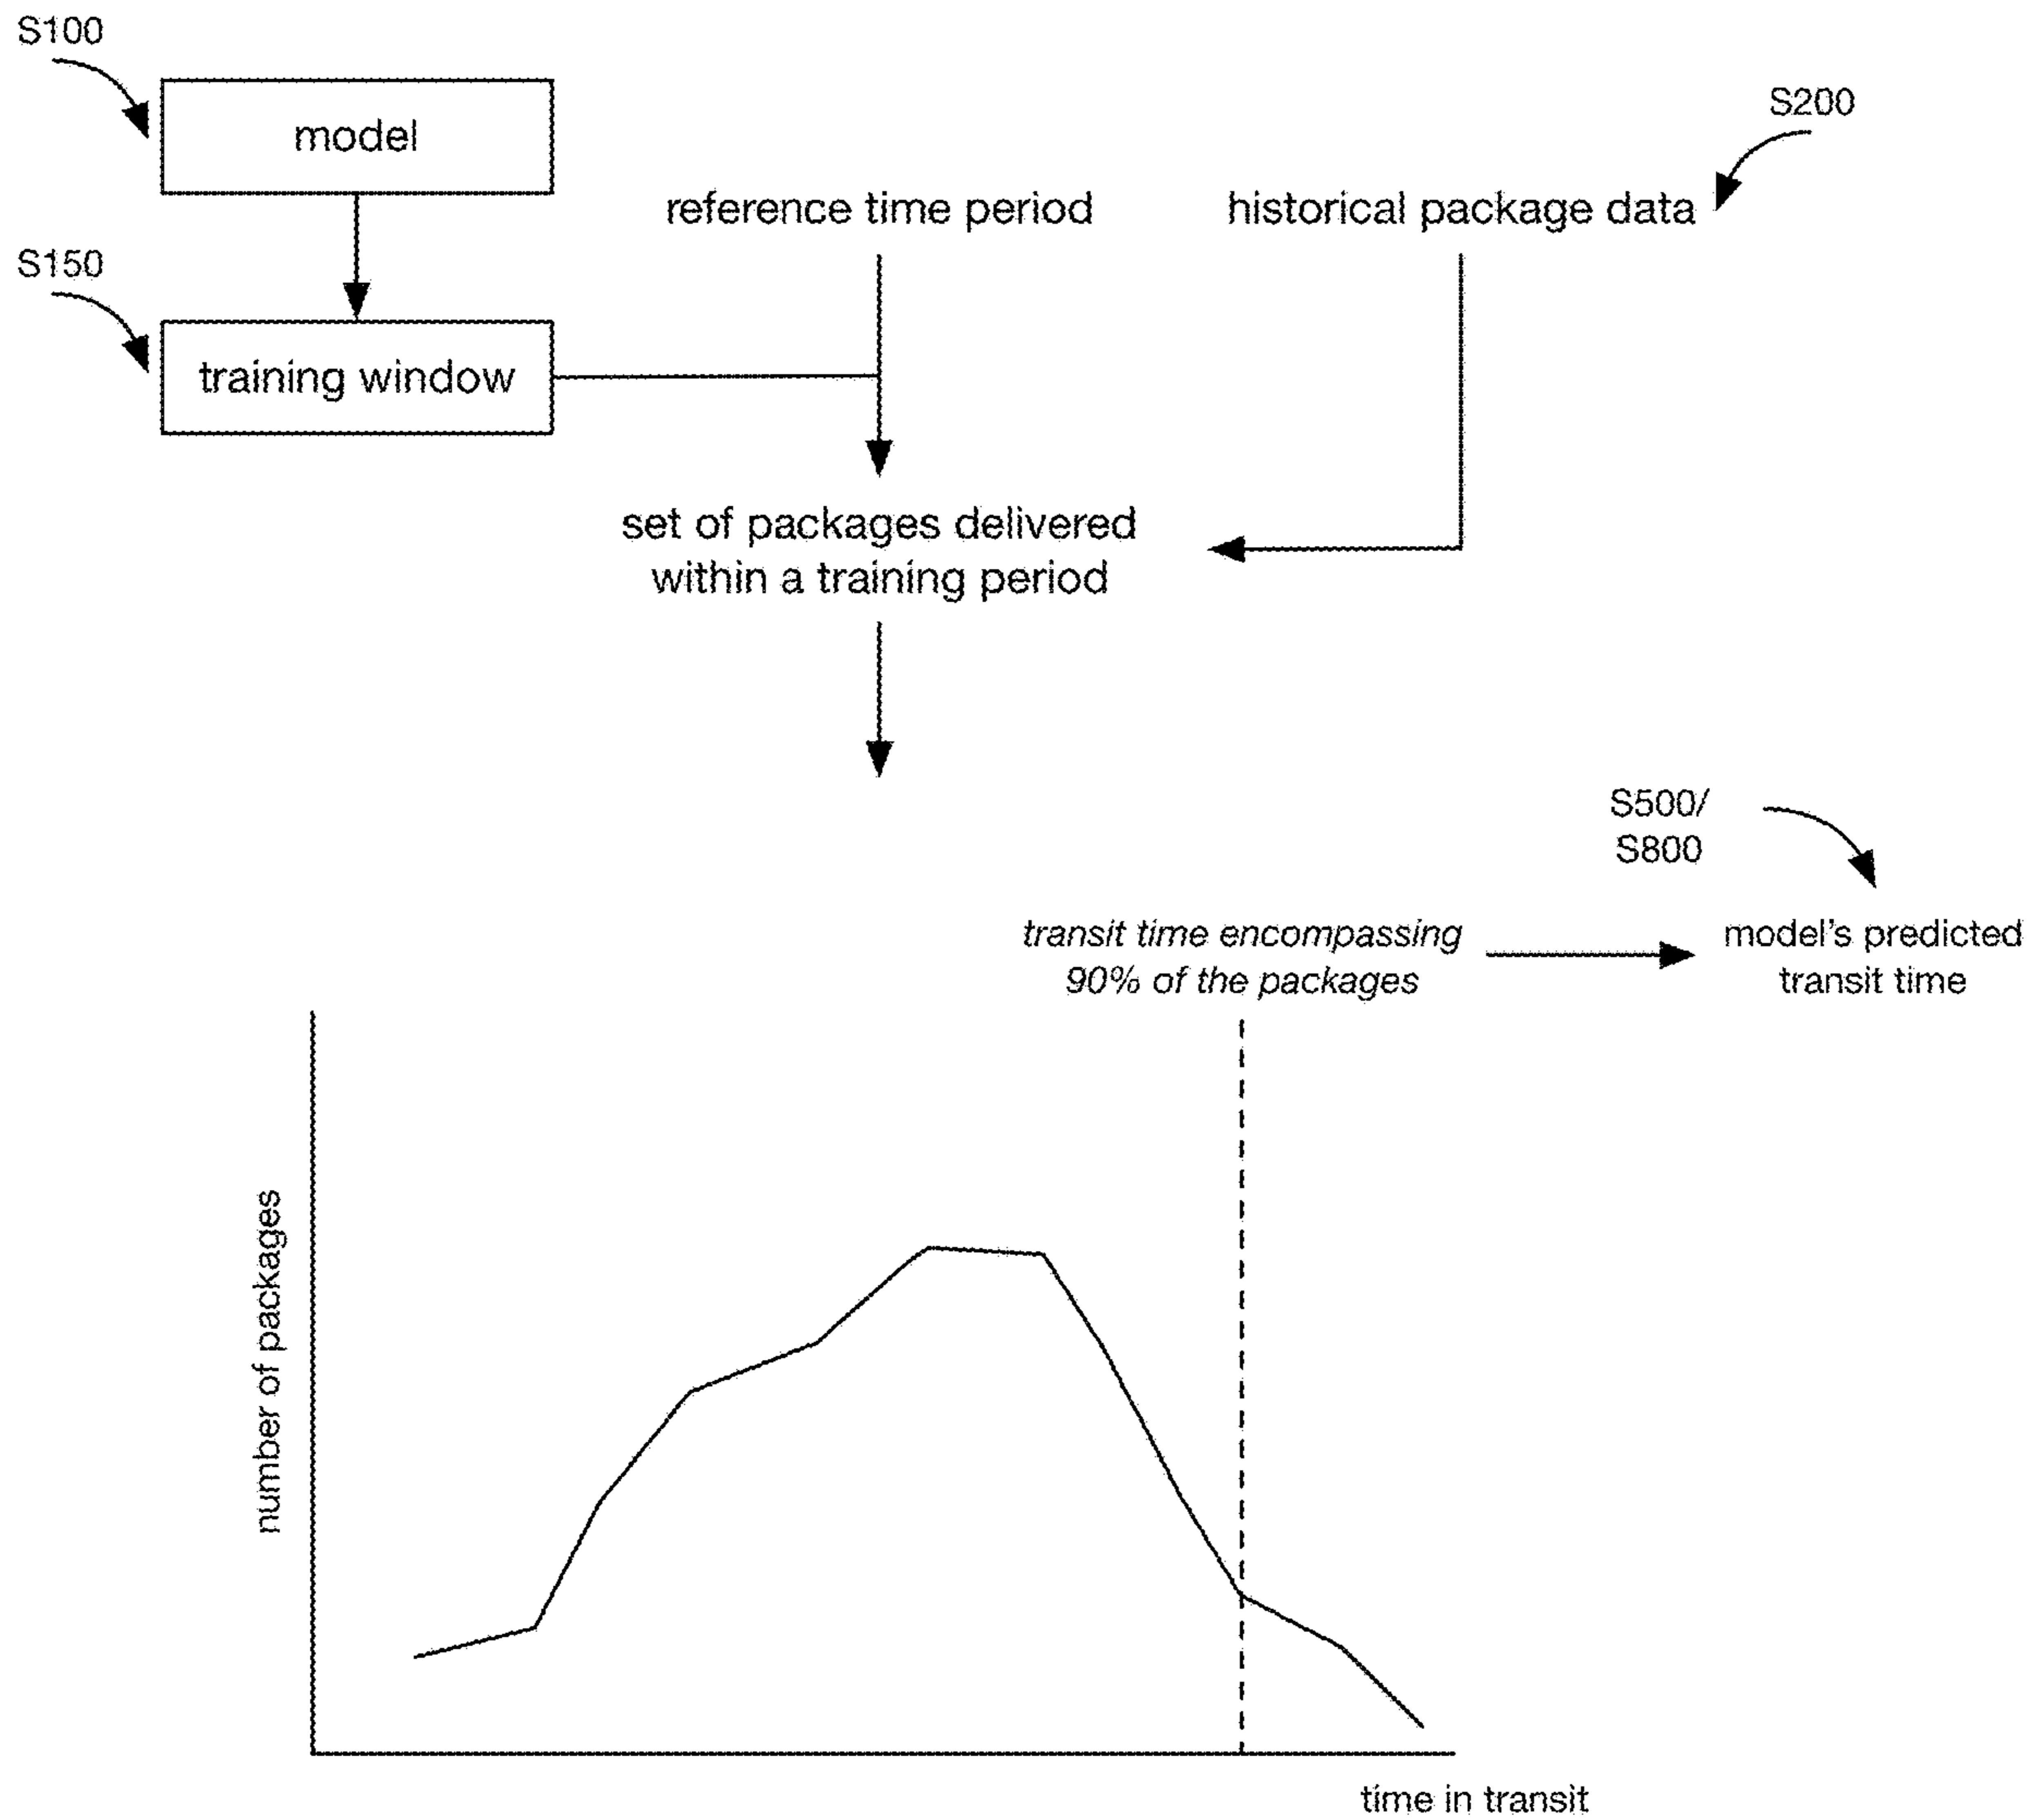 S100
model
S200
reference time period
historical package data
S150
training window
set of packages delivered
within a training period
S500/
S800
transit time encompassing
90% of the packages
model's predicted
transit time
number of packages
time in transit